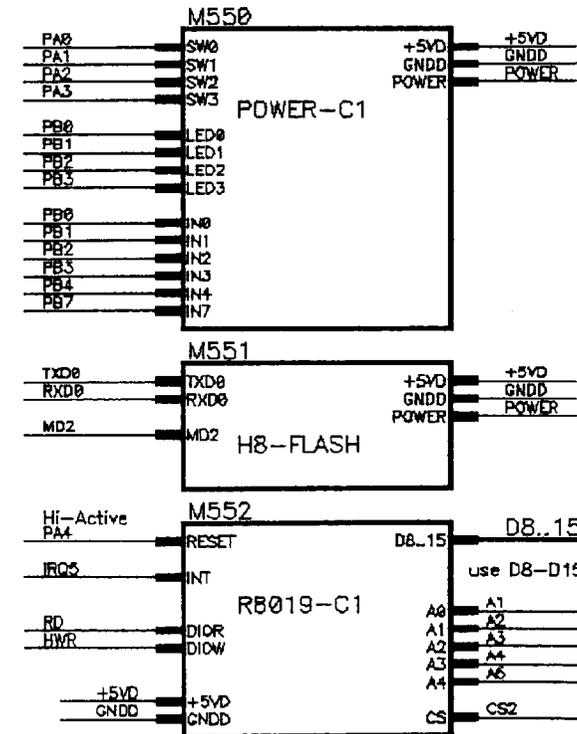 M550
PA0 SW0 +5VD +5VD
PA1 SW1 GNDD GNDD
PA2 SW2 POWER POWER
PA3 SW3
POWER-C1
PB0 LED0
PB1 LED1
PB2 LED2
PB3 LED3
PB0 IN0
PB1 IN1
PB2 IN2
PB3 IN3
PB4 IN4
PB7 IN7
M551
TXD0 TXD0 +5VD +5VD
RXD0 RXD0 GNDD GNDD
POWER POWER
MD2 MD2
H8-FLASH
M552
Hi-Active
PA4 RESET D8..15 D8..15
IRQ5 INT use D8-D15
R8019-C1
A0 A1
RD DIOR A1 A2
HWR DIOW A2 A3
A3 A4
A4 A5
+5VD +5VD
GNDD GNDD CS CS2